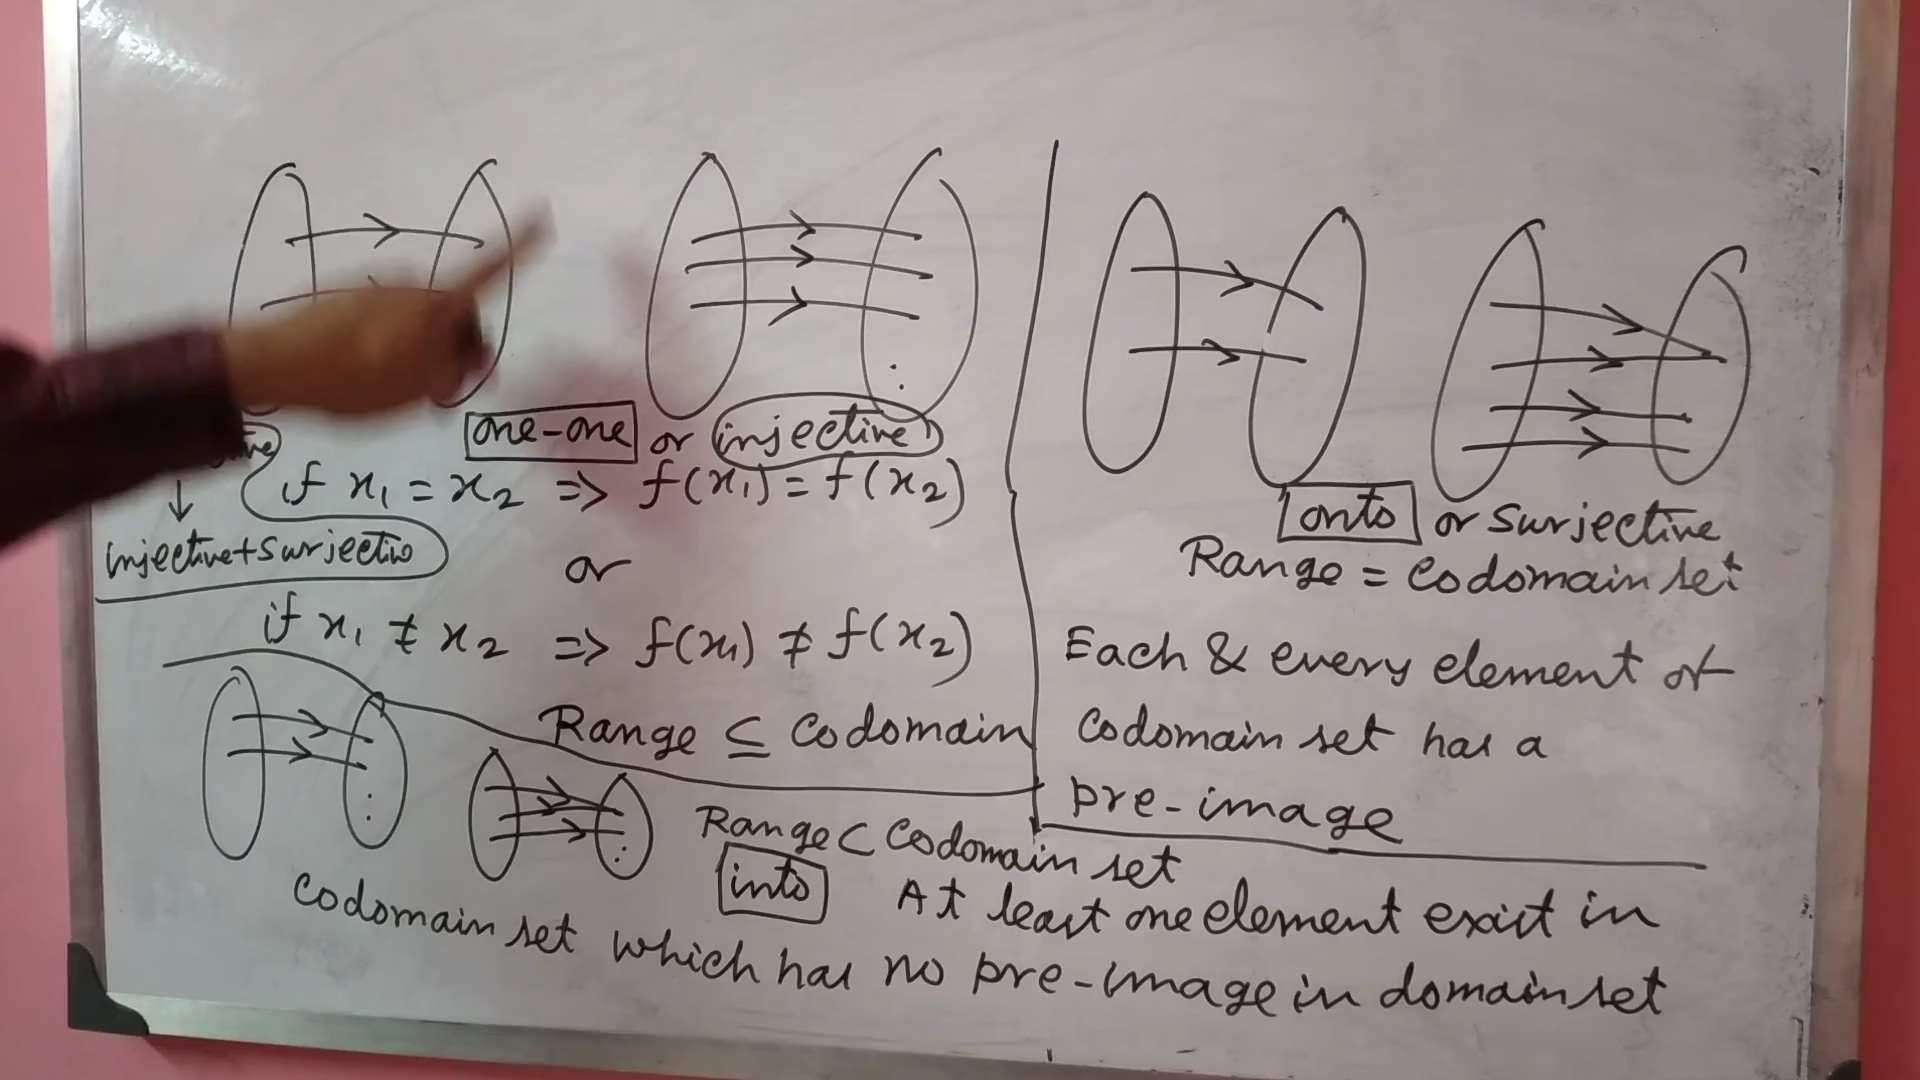 one-one or injective
if x₁ = x₂ => f(x₁) = f(x₂)
↓
injective+surjectiv
or
if x₁ ≠ x₂ => f(x₁) ≠ f(x₂)
Range ⊆ Codomain
onto or surjective
Range = Codomain set
Each & every element of
Codomain set has a
pre-image
Range ⊂ Codomain set
into At least one element exist in
Codomain set which has no pre-image in domain set